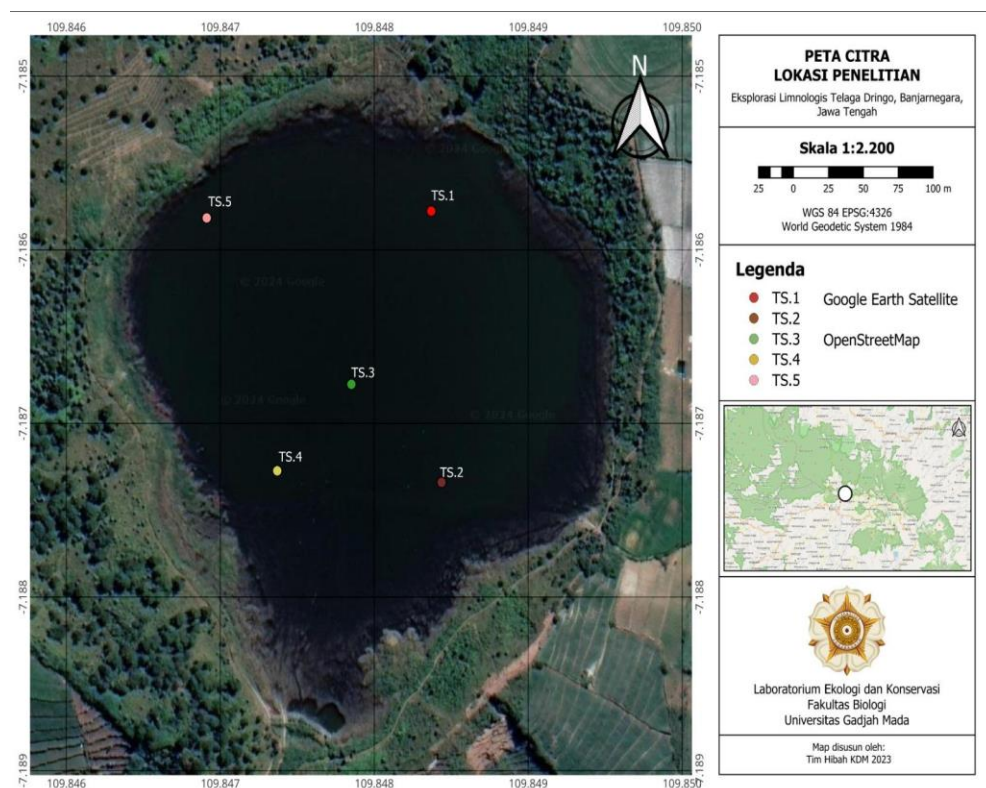 109.846 109.847 109.848 109.849 109.850
-7.185
-7.186
-7.187
-7.188
-7.189
-7.185
-7.186
-7.187
-7.188
-7.189
109.846 109.847 109.848 109.849 109.850
N
© 2024 Google
TS.5
TS.1
© 2024 Google
TS.3
© 2024 Google
© 2024 Google
TS.4
TS.2
PETA CITRA
LOKASI PENELITIAN
Eksplorasi Limnologis Telaga Dringo, Banjarnegara,
Jawa Tengah
Skala 1:2.200
25 0 25 50 75 100 m
WGS 84 EPSG:4326
World Geodetic System 1984
Legenda
TS.1 Google Earth Satellite
TS.2
TS.3 OpenStreetMap
TS.4
TS.5
Laboratorium Ekologi dan Konservasi
Fakultas Biologi
Universitas Gadjah Mada
Map disusun oleh:
Tim Hibah KDM 2023